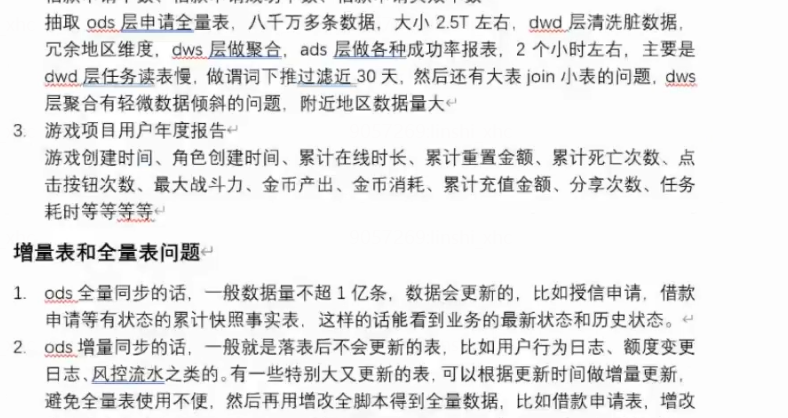 抽取 ods 层申请全量表，八千万多条数据，大小 2.5T 左右，dwd 层清洗脏数据，
冗余地区维度，dws 层做聚合，ads 层做各种成功率报表，2 个小时左右，主要是
dwd 层任务读表慢，做谓词下推过滤近 30 天，然后还有大表 join 小表的问题，dws
层聚合有轻微数据倾斜的问题，附近地区数据量大
3. 游戏项目用户年度报告
游戏创建时间、角色创建时间、累计在线时长、累计重置金额、累计死亡次数、点
击按钮次数、最大战斗力、金币产出、金币消耗、累计充值金额、分享次数、任务
耗时等等等等
增量表和全量表问题
1. ods 全量同步的话，一般数据量不超 1 亿条，数据会更新的，比如授信申请，借款
申请等有状态的累计快照事实表，这样的话能看到业务的最新状态和历史状态。
2. ods 增量同步的话，一般就是落表后不会更新的表，比如用户行为日志、额度变更
日志、风控流水之类的。有一些特别大又更新的表，可以根据更新时间做增量更新，
避免全量表使用不便，然后再用增改全脚本得到全量数据，比如借款申请表，增改